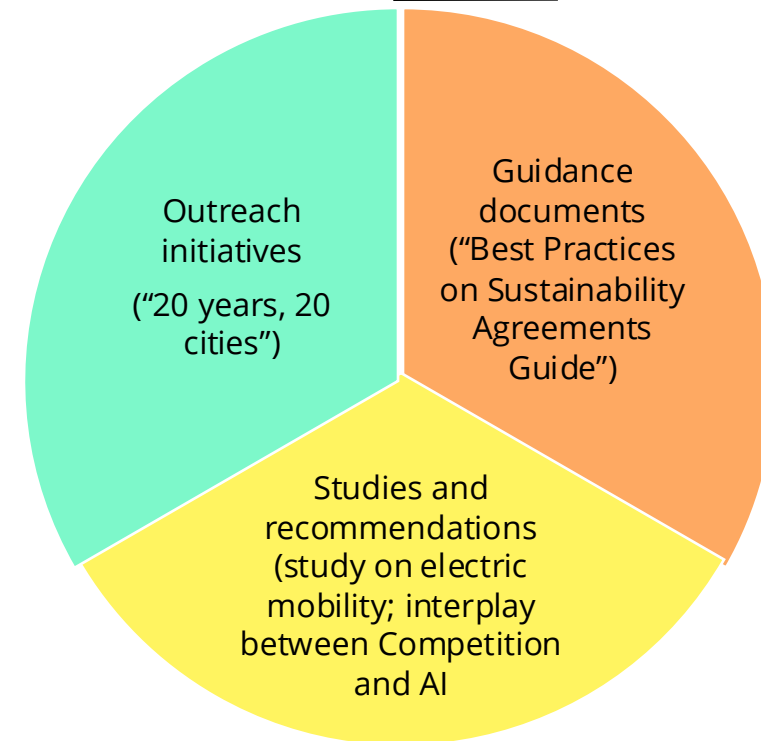 Outreach
initiatives
(“20 years, 20
cities”)
Guidance
documents
(“Best Practices
on Sustainability
Agreements
Guide”)
Studies and
recommendations
(study on electric
mobility; interplay
between Competition
and AI